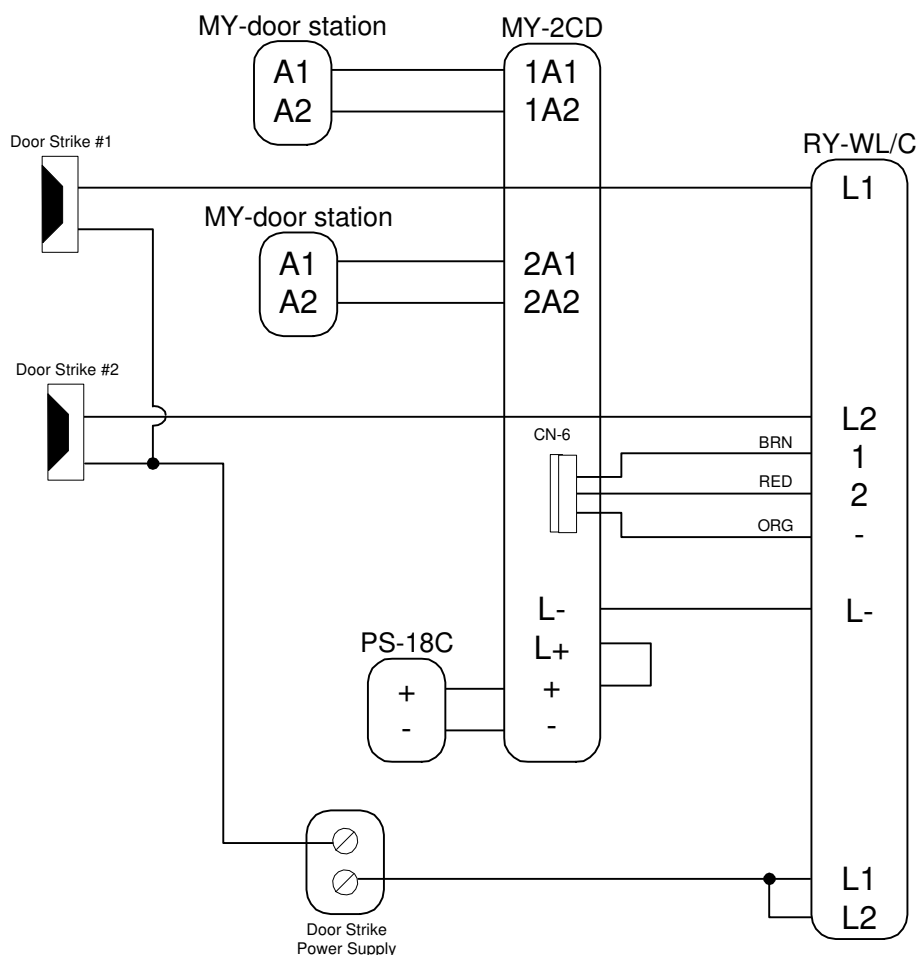 MY-door station
MY-2CD
A1
A2
1A1
1A2
Door Strike #1
RY-WL/C
L1
MY-door station
A1
A2
2A1
2A2
Door Strike #2
L2
CN-6
BRN
1
RED
2
ORG
-
L-
L-
PS-18C
L+
+
+
-
-
L1
L2
Door Strike
Power Supply